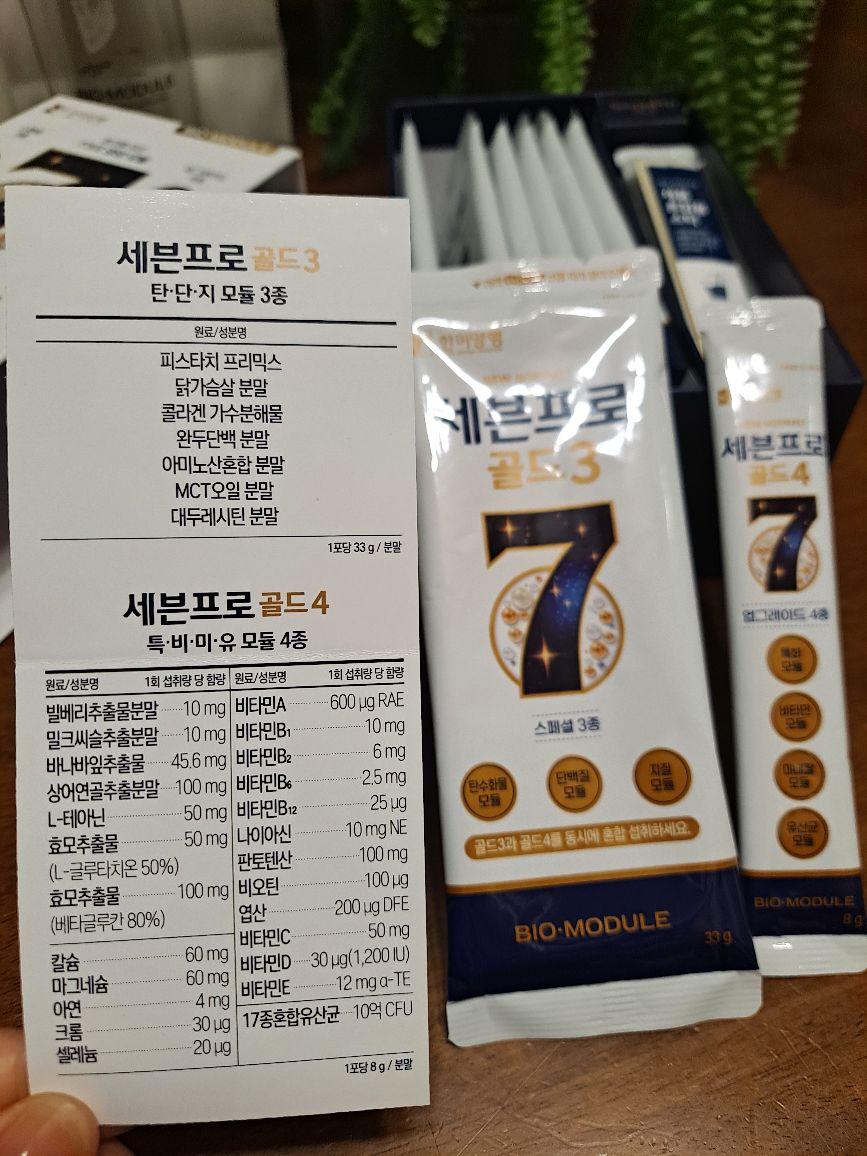 세븐프로 골드3
탄·단·지 모듈 3종
원료/성분명
피스타치 프리믹스
닭가슴살 분말
콜라겐 가수분해물
완두단백 분말
아미노산혼합 분말
MCT오일 분말
대두레시틴 분말
1포당 33 g / 분말
세븐프로 골드4
특·비·미·유 모듈 4종
원료/성분명 1회 섭취량 당 함량
빌베리추출물분말 10 mg
밀크씨슬추출분말 10 mg
바나바잎추출물 45.6 mg
상어연골추출분말 100 mg
L-테아닌 50 mg
효모추출물 50 mg
(L-글루타치온 50%)
효모추출물 100 mg
(베타글루칸 80%)
칼슘 60 mg
마그네슘 60 mg
아연 4 mg
크롬 30 µg
셀레늄 20 µg
원료/성분명 1회 섭취량 당 함량
비타민A 600 µg RAE
비타민B1 10 mg
비타민B2 6 mg
비타민B6 2.5 mg
비타민B12 25 µg
나이아신 10 mg NE
판토텐산 100 mg
비오틴 100 µg
엽산 200 µg DFE
비타민C 50 mg
비타민D 30 µg(1,200 IU)
비타민E 12 mg α-TE
17종혼합유산균 10억 CFU
1포당 8 g / 분말
세븐프로
골드3
7
스페셜 3종
탄수화물 모듈
단백질 모듈
지질 모듈
골드3과 골드4를 동시에 혼합 섭취하세요.
BIO·MODULE
33 g
세븐프로
골드4
7
업그레이드 4종
특화 모듈
비타민 모듈
미네랄 모듈
유산균 모듈
BIO·MODULE
8 g
BIO·MODULE